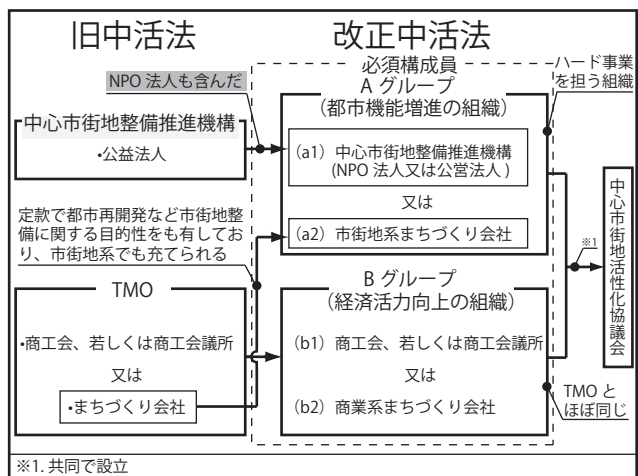 旧中活法
改正中活法
NPO 法人も含んだ
必須構成員
ハード事業
を担う組織
A グループ
(都市機能増進の組織)
中心市街地整備推進機構
・公益法人
(a1) 中心市街地整備推進機構
(NPO 法人又は公営法人 )
又は
(a2) 市街地系まちづくり会社
定款で都市再開発など市街地整
備に関する目的性をも有してお
り、市街地系でも充てられる
※1
中心市街地活性化協議会
TMO
・商工会、若しくは商工会議所
又は
・まちづくり会社
B グループ
(経済活力向上の組織)
(b1) 商工会、若しくは商工会議所
又は
(b2) 商業系まちづくり会社
TMO と
ほぼ同じ
※1. 共同で設立